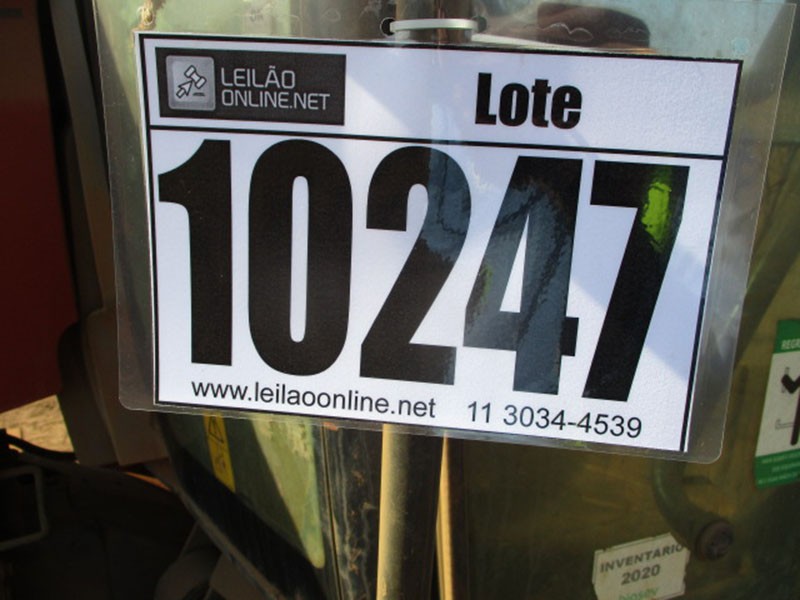 LEILÃO
ONLINE.NET
Lote
10247
www.leilaoonline.net 11 3034-4539
INVENTARIO
2020